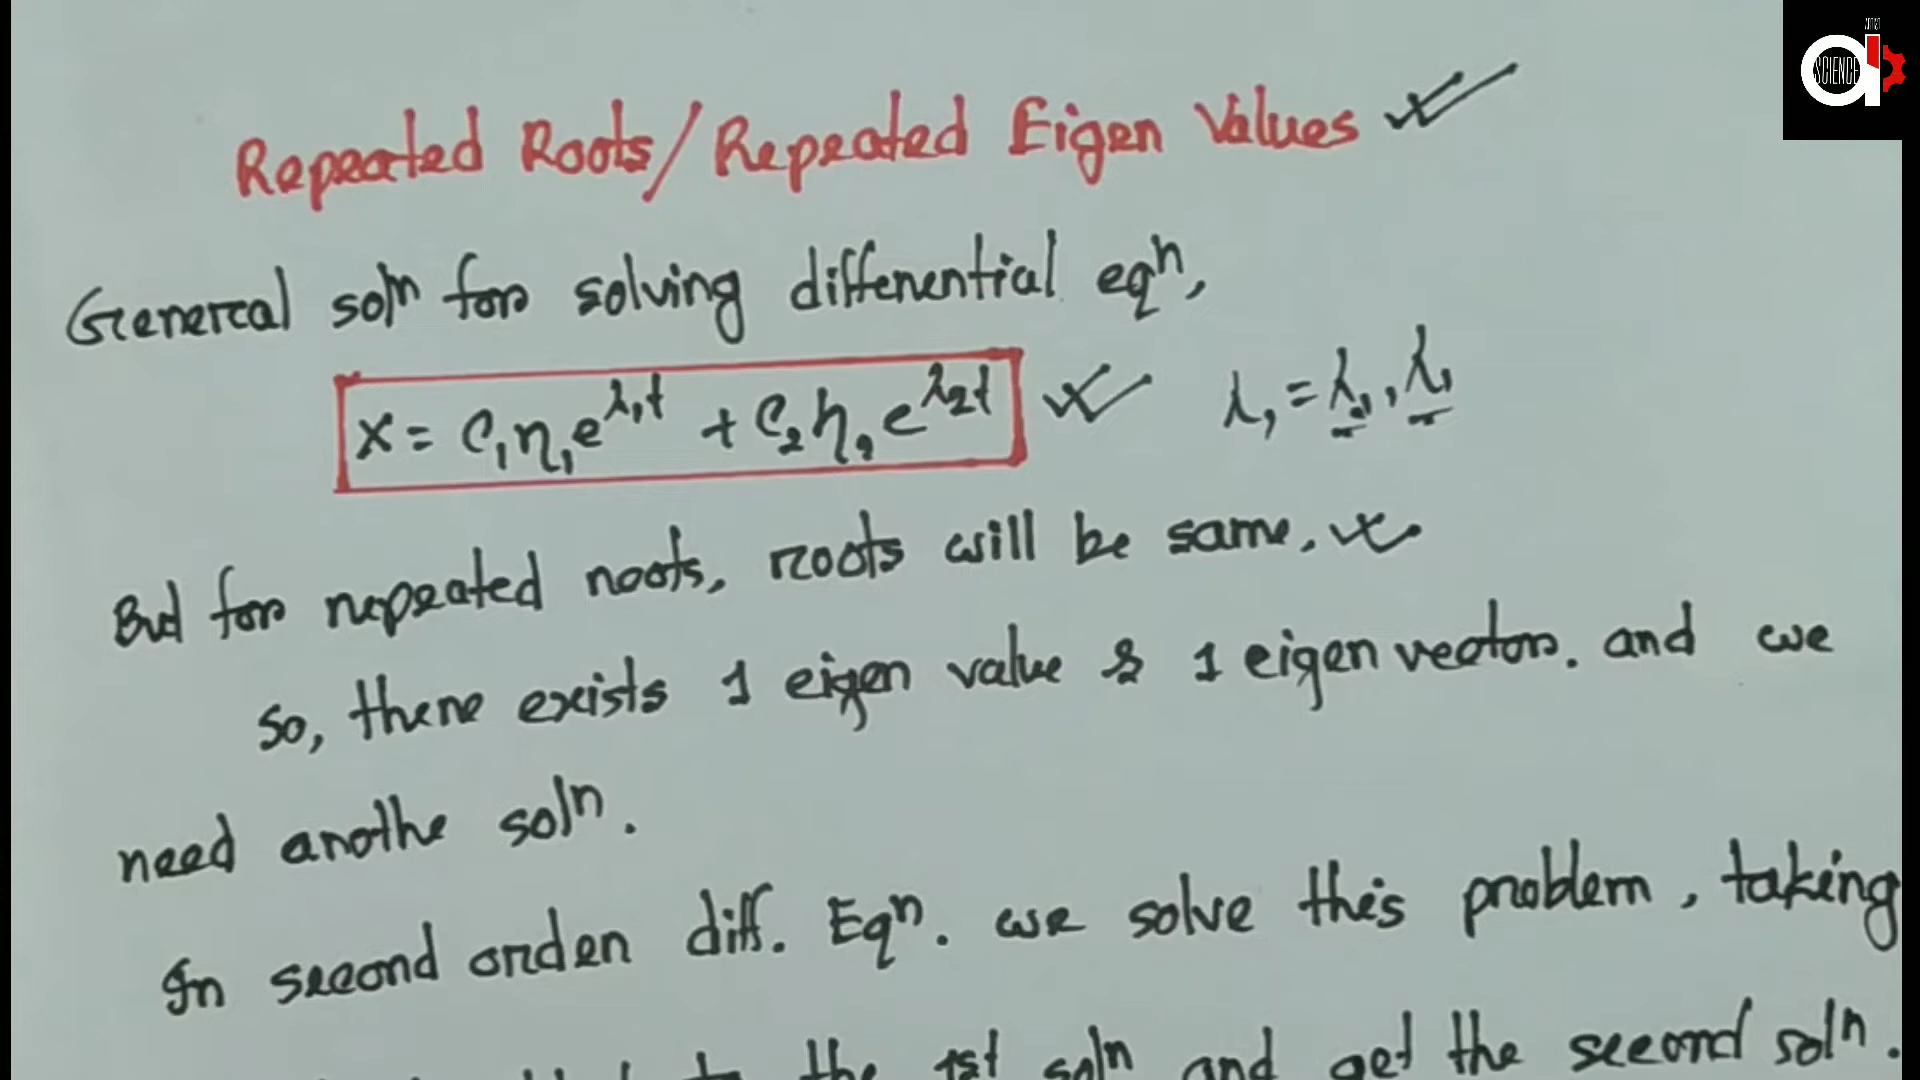 Repeated Roots/Repeated Eigen Values
General solⁿ for solving differential eqⁿ,
x = c₁η₁e^λ₁t + c₂η₂e^λ₂t
λ₁ = λ₁, λ₁
But for repeated roots, roots will be same.
so, there exists 1 eigen value & 1 eigen vector. and we
need anothe solⁿ.
In second order diff. Eqⁿ. we solve this problem, taking
to the 1st solⁿ and get the second solⁿ.
SCIENCE